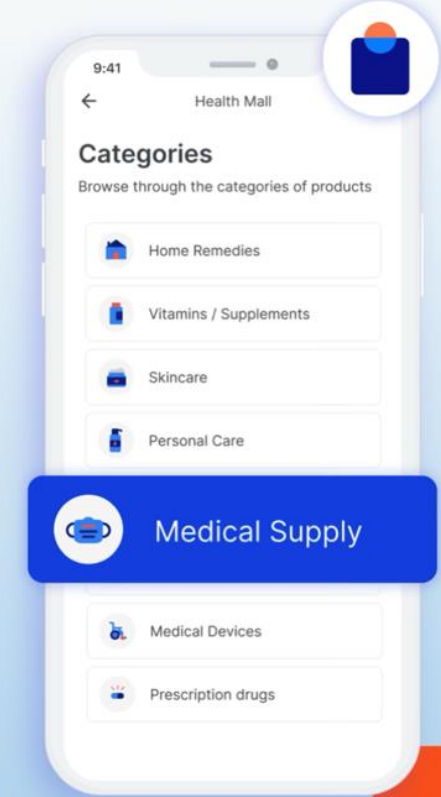 9:41
Health Mall
Categories
Browse through the categories of products
Home Remedies
Vitamins / Supplements
Skincare
Personal Care
Medical Supply
Medical Devices
Prescription drugs